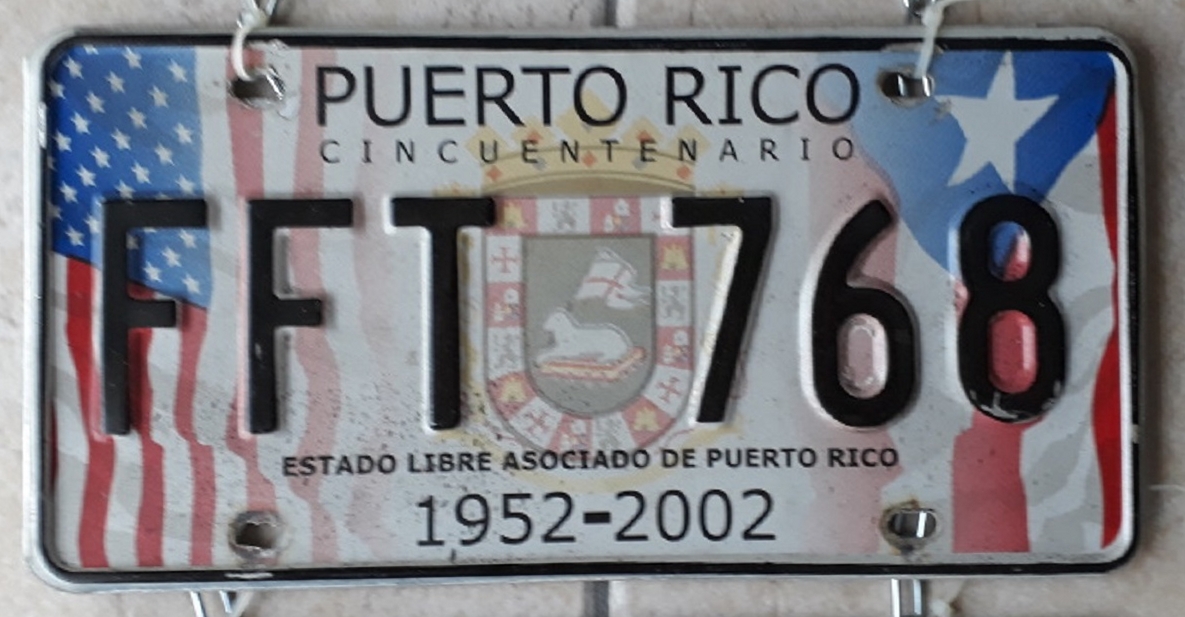 PUERTO RICO
CINCUENTENARIO
FFT 768
ESTADO LIBRE ASOCIADO DE PUERTO RICO
1952-2002